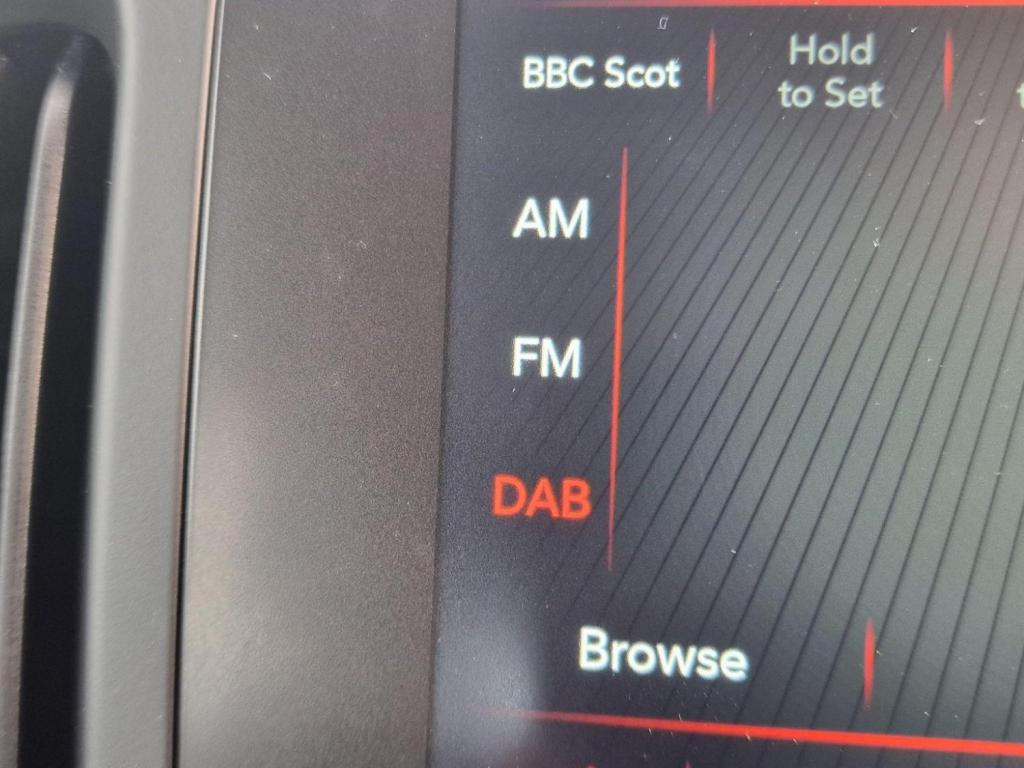 BBC Scot
Hold
to Set
AM
FM
DAB
Browse